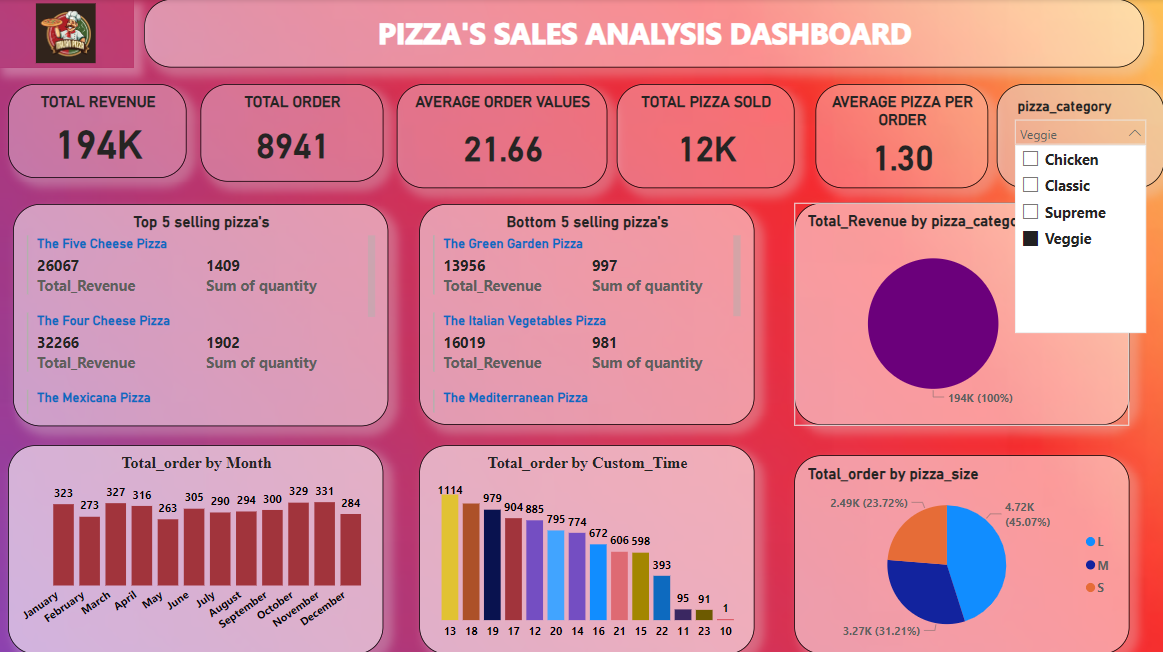 PIZZA'S SALES ANALYSIS DASHBOARD
TOTAL REVENUE
194K
TOTAL ORDER
8941
AVERAGE ORDER VALUES
21.66
TOTAL PIZZA SOLD
12K
AVERAGE PIZZA PER
ORDER
1.30
pizza_category
Veggie
Chicken
Classic
Supreme
Veggie
Top 5 selling pizza's
The Five Cheese Pizza
26067 1409
Total_Revenue Sum of quantity
The Four Cheese Pizza
32266 1902
Total_Revenue Sum of quantity
The Mexicana Pizza
Bottom 5 selling pizza's
The Green Garden Pizza
13956 997
Total_Revenue Sum of quantity
The Italian Vegetables Pizza
16019 981
Total_Revenue Sum of quantity
The Mediterranean Pizza
Total_Revenue by pizza_catego
194K (100%)
Total_order by Month
323 273 327 316 263 305 290 294 300 329 331 284
January February March April May June July August September October November December
Total_order by Custom_Time
1114 979 904 885 795 774 672 606 598 393 95 91 1
13 18 19 17 12 20 14 16 21 15 22 11 23 10
Total_order by pizza_size
2.49K (23.72%)
4.72K
(45.07%)
3.27K (31.21%)
L
M
S